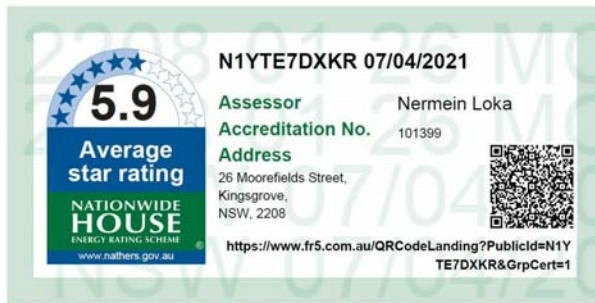 5.9
Average
star rating
NATIONWIDE
HOUSE
ENERGY RATING SCHEME
®
www.nathers.gov.au
N1YTE7DXKR 07/04/2021
Assessor Nermein Loka
Accreditation No. 101399
Address
26 Moorefields Street,
Kingsgrove,
NSW, 2208
https://www.fr5.com.au/QRCodeLanding?PublicId=N1Y
TE7DXKR&GrpCert=1